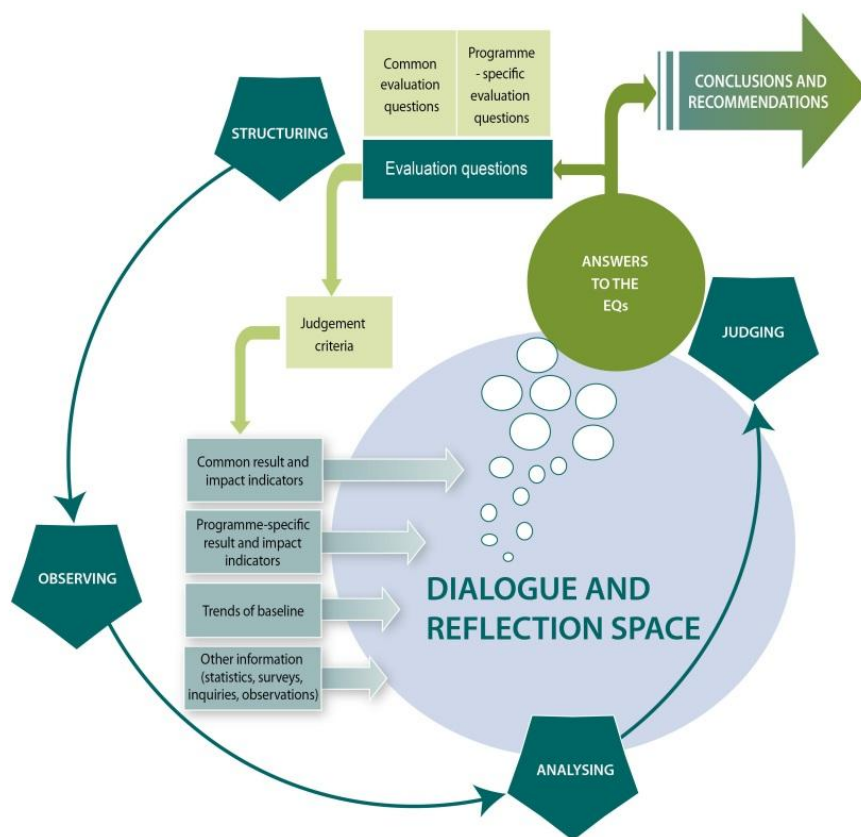 Common
evaluation
questions
Programme
- specific
evaluation
questions
CONCLUSIONS AND
RECOMMENDATIONS
STRUCTURING
Evaluation questions
ANSWERS
TO THE
EQs
JUDGING
Judgement
criteria
Common result and
impact indicators
Programme-specific
result and impact
indicators
OBSERVING
DIALOGUE AND
REFLECTION SPACE
Trends of baseline
Other information
(statistics, surveys,
inquiries, observations)
ANALYSING